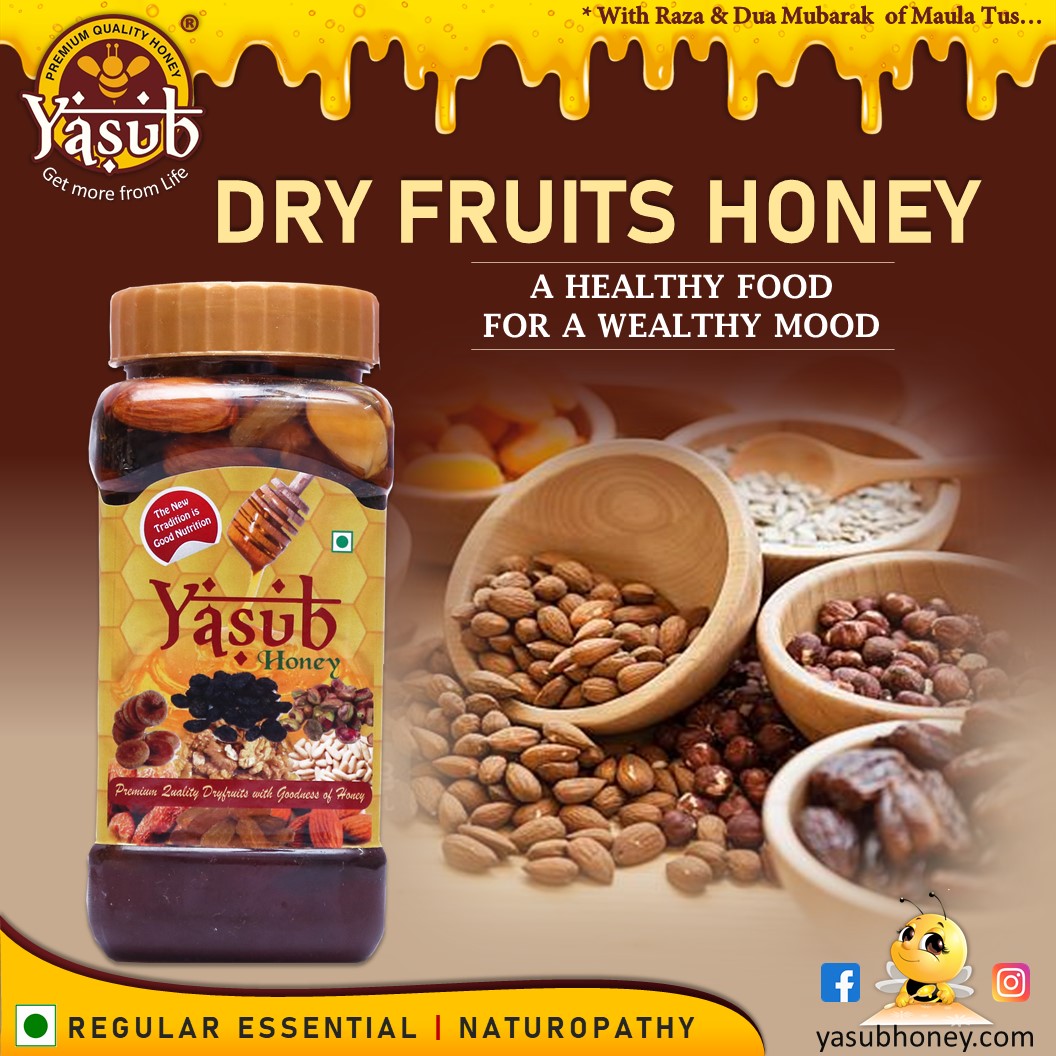 * With Raza & Dua Mubarak of Maula Tus...
PREMIUM QUALITY HONEY
®
Yasub
Get more from Life
DRY FRUITS HONEY
A HEALTHY FOOD
FOR A WEALTHY MOOD
The New
Tradition is
Good Nutrition
Yasub
Honey
Premium Quality Dryfruits with Goodness of Honey
REGULAR ESSENTIAL | NATUROPATHY
yasubhoney.com